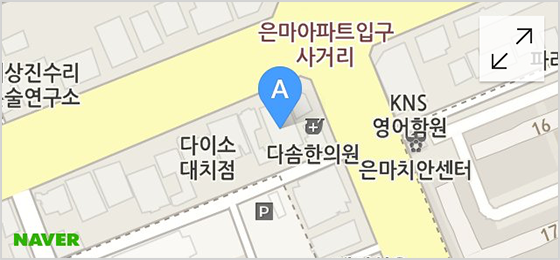 은마아파트입구
사거리
상진수리
술연구소
A
KNS
영어학원
다이소
대치점
다솜한의원
은마치안센터
16
P
17
NAVER